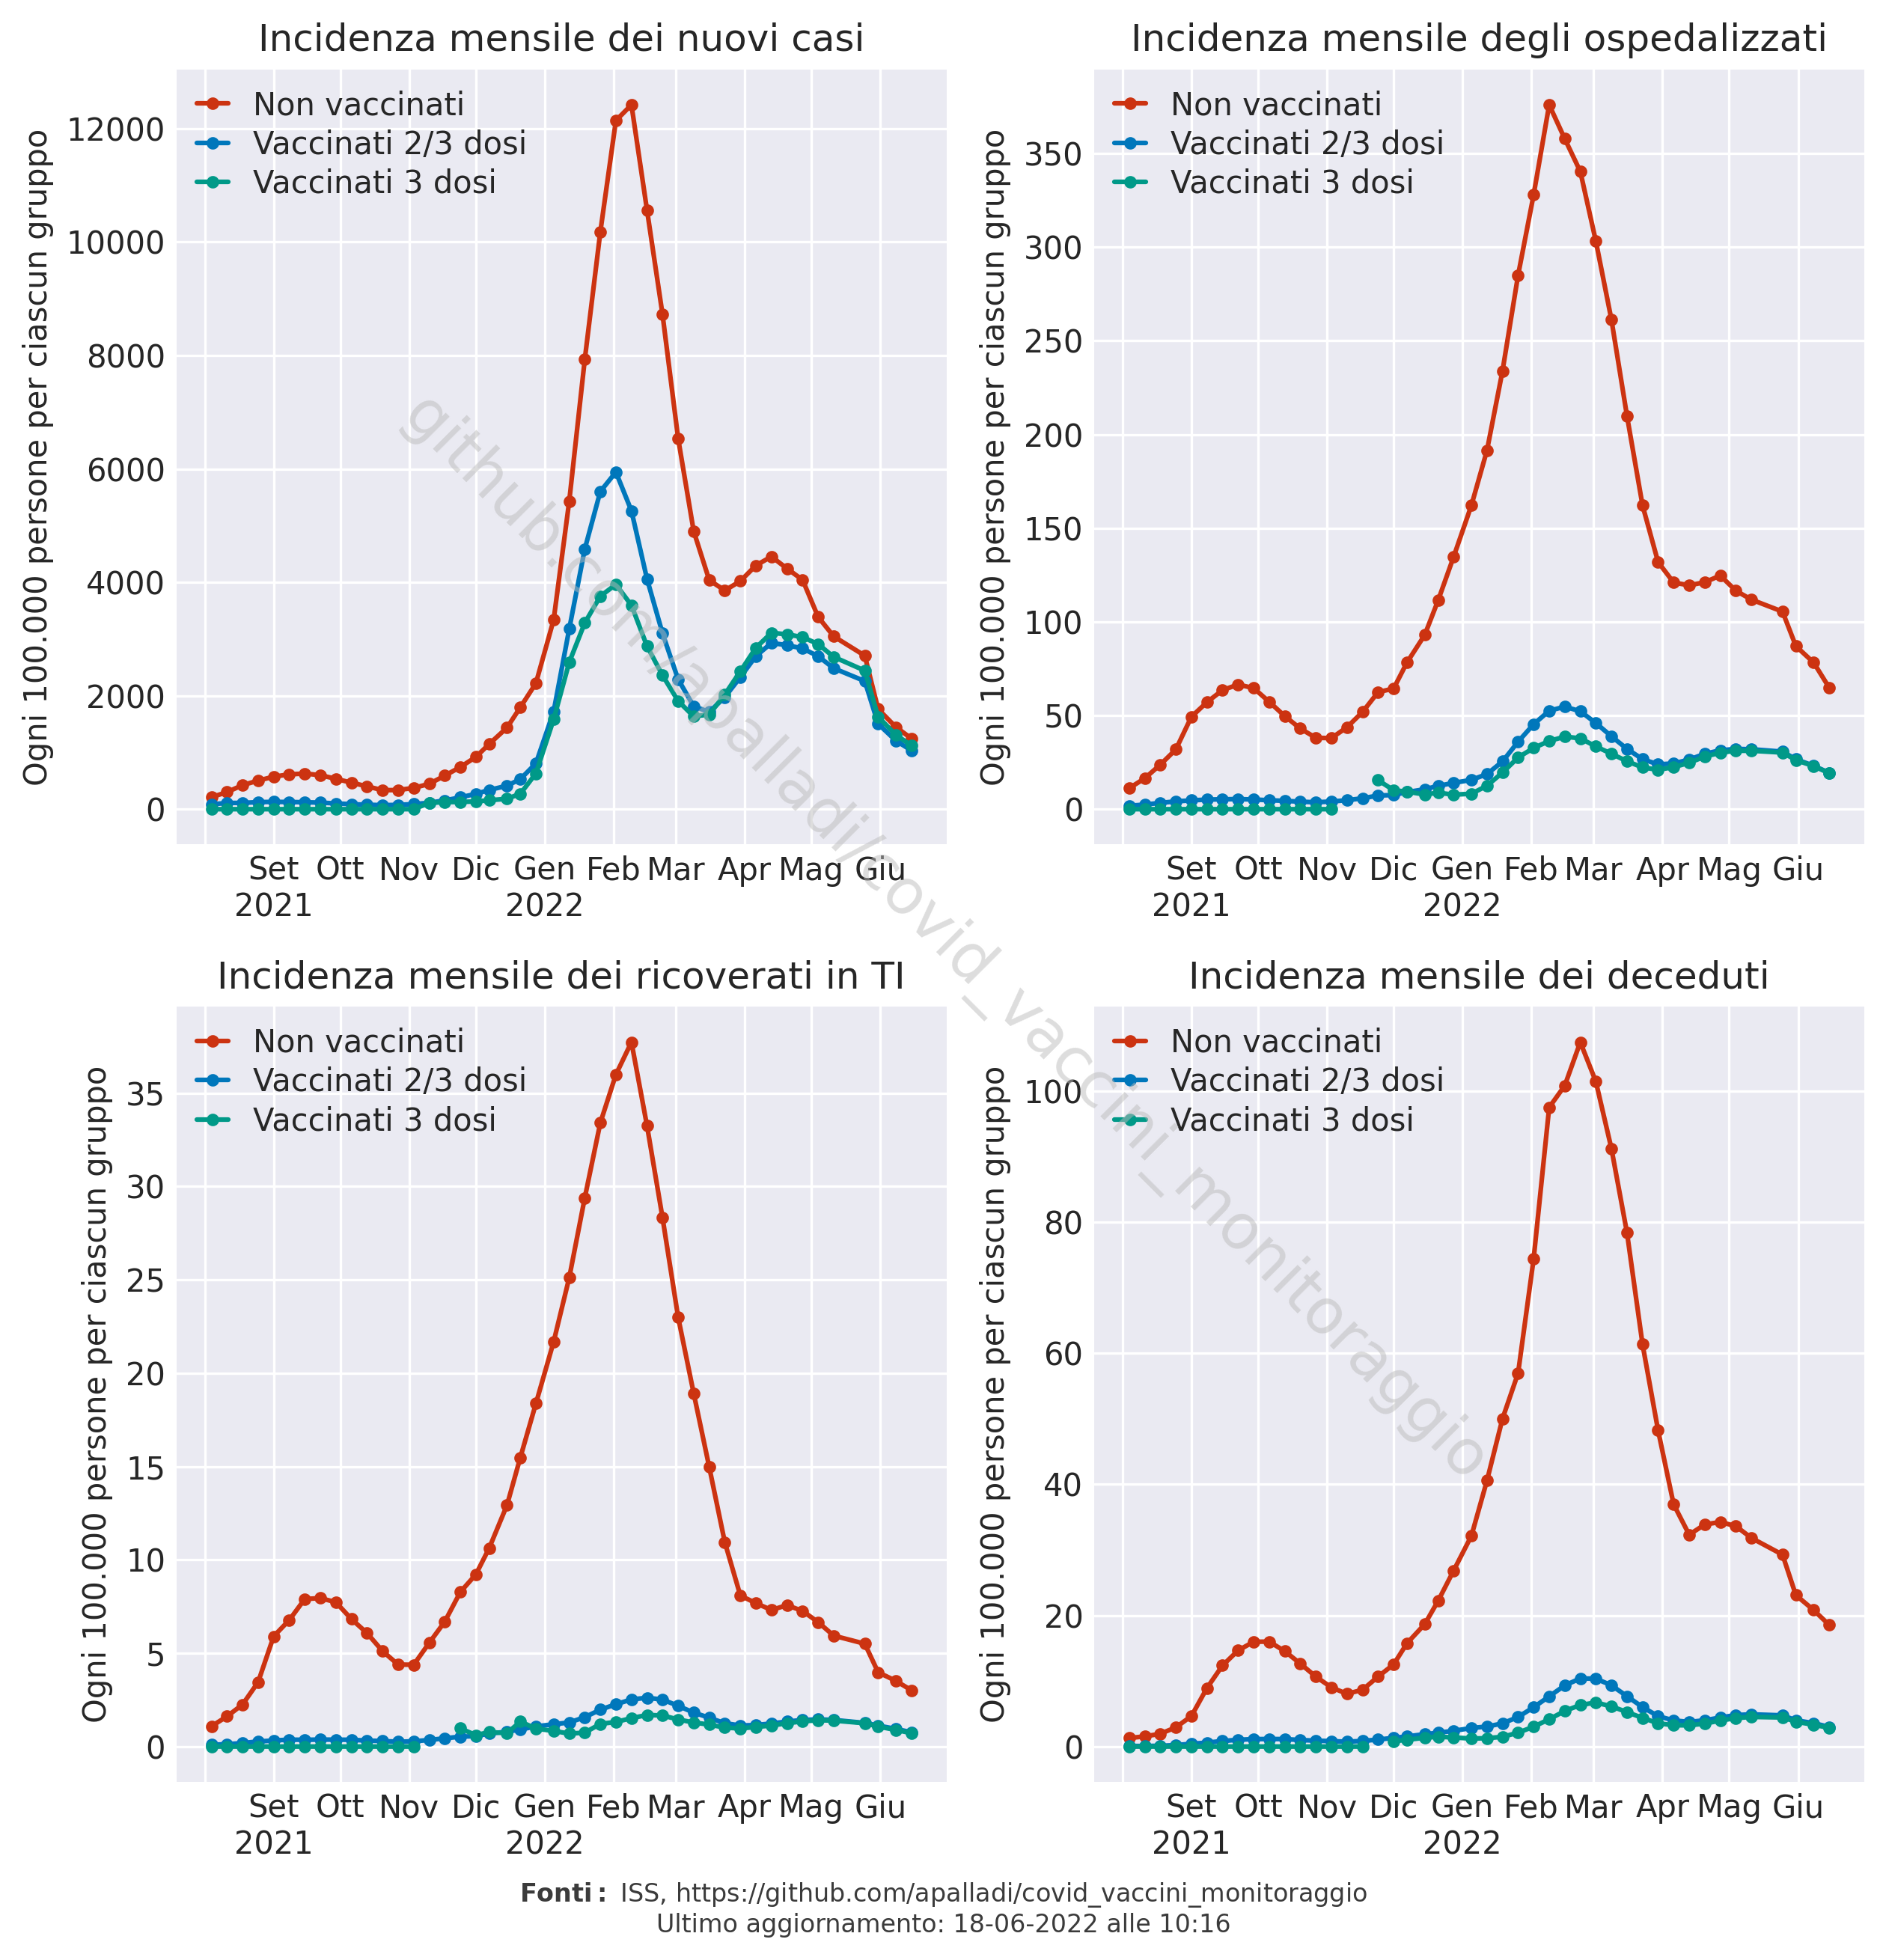 Incidenza mensile dei nuovi casi
Ogni 100.000 persone per ciascun gruppo
Non vaccinati
Vaccinati 2/3 dosi
Vaccinati 3 dosi
12000
10000
8000
6000
4000
2000
0
Set Ott Nov Dic Gen Feb Mar Apr Mag Giu
2021 2022
Incidenza mensile degli ospedalizzati
Ogni 100.000 persone per ciascun gruppo
Non vaccinati
Vaccinati 2/3 dosi
Vaccinati 3 dosi
350
300
250
200
150
100
50
0
Set Ott Nov Dic Gen Feb Mar Apr Mag Giu
2021 2022
Incidenza mensile dei ricoverati in TI
Ogni 100.000 persone per ciascun gruppo
Non vaccinati
Vaccinati 2/3 dosi
Vaccinati 3 dosi
35
30
25
20
15
10
5
0
Set Ott Nov Dic Gen Feb Mar Apr Mag Giu
2021 2022
Incidenza mensile dei deceduti
Ogni 100.000 persone per ciascun gruppo
Non vaccinati
Vaccinati 2/3 dosi
Vaccinati 3 dosi
100
80
60
40
20
0
Set Ott Nov Dic Gen Feb Mar Apr Mag Giu
2021 2022
github.com/apalladi/covid_vaccini_monitoraggio
Fonti: ISS, https://github.com/apalladi/covid_vaccini_monitoraggio
Ultimo aggiornamento: 18-06-2022 alle 10:16